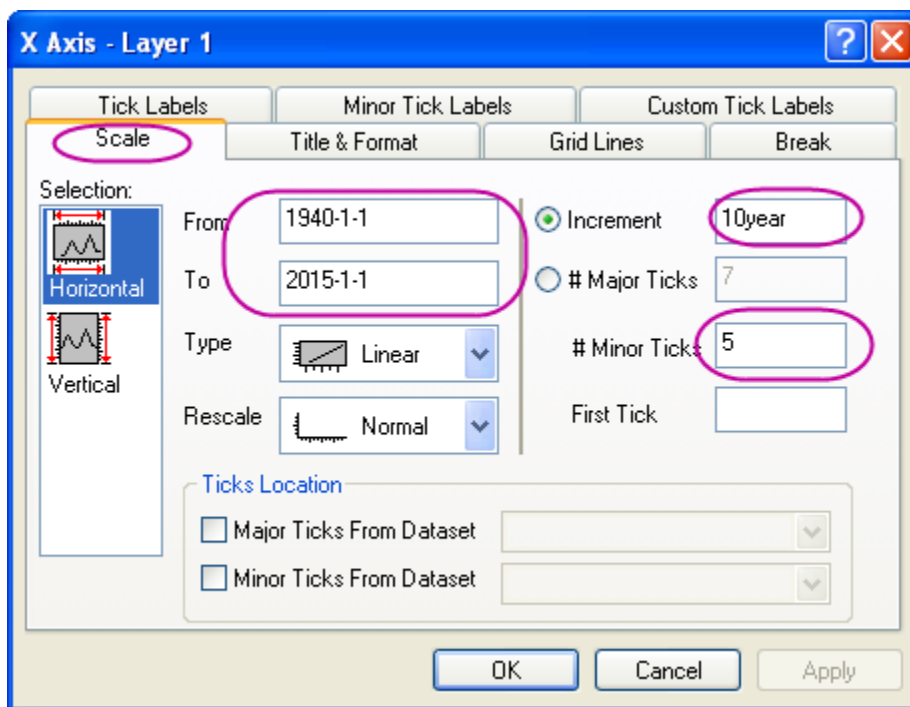 X Axis - Layer 1
Tick Labels Minor Tick Labels Custom Tick Labels
Scale Title & Format Grid Lines Break
Selection:
Horizontal
Vertical
From 1940-1-1
To 2015-1-1
Type Linear
Rescale Normal
Increment 10year
# Major Ticks 7
# Minor Ticks 5
First Tick
Ticks Location
Major Ticks From Dataset
Minor Ticks From Dataset
OK Cancel Apply